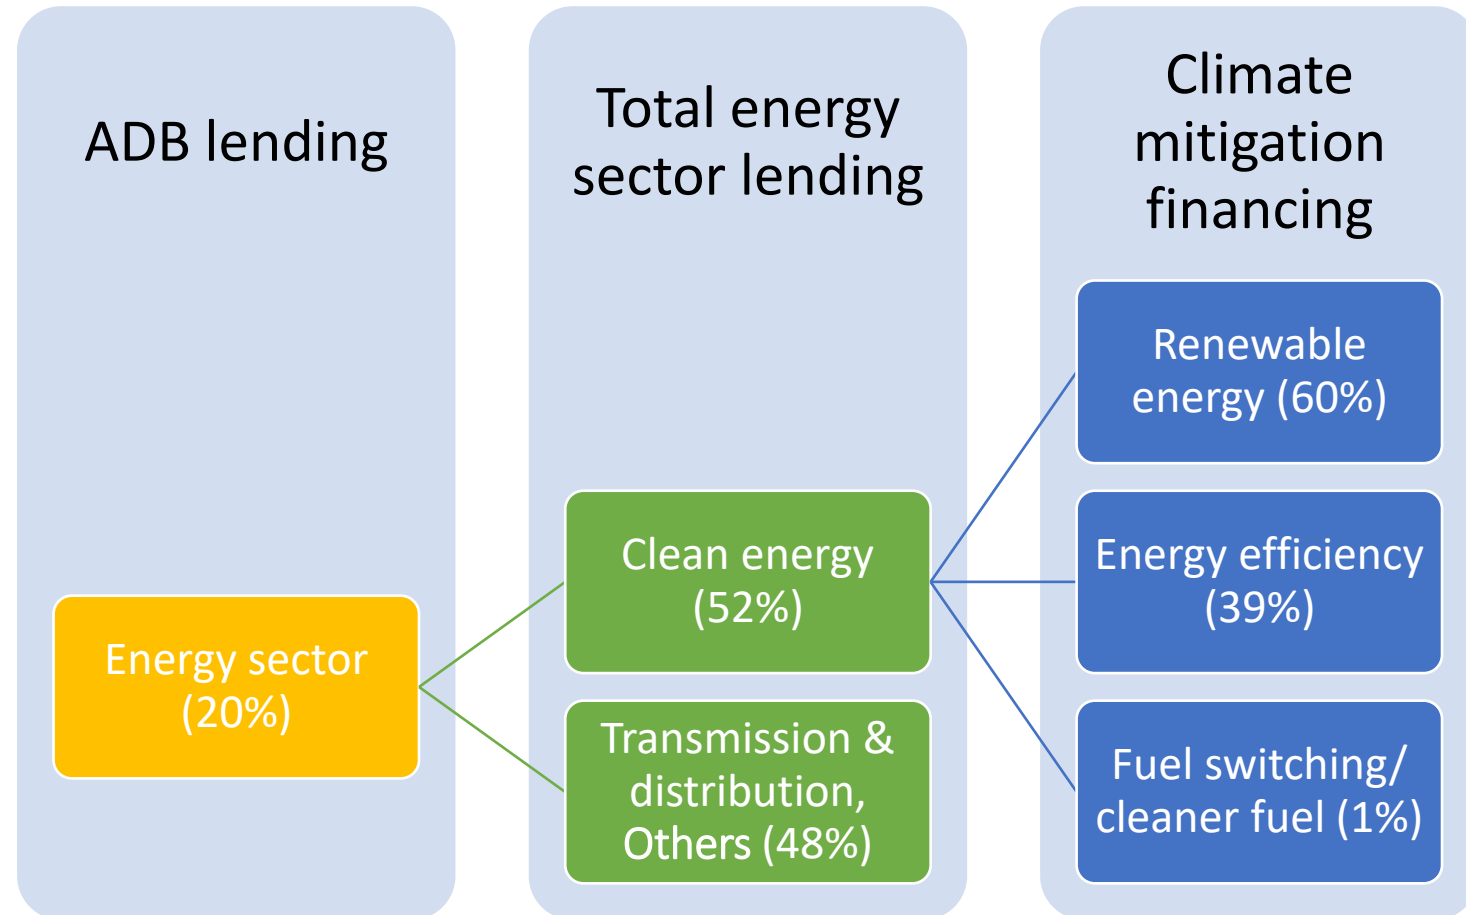 ADB lending
Energy sector
(20%)
Total energy
sector lending
Clean energy
(52%)
Transmission &
distribution,
Others (48%)
Climate
mitigation
financing
Renewable
energy (60%)
Energy efficiency
(39%)
Fuel switching/
cleaner fuel (1%)